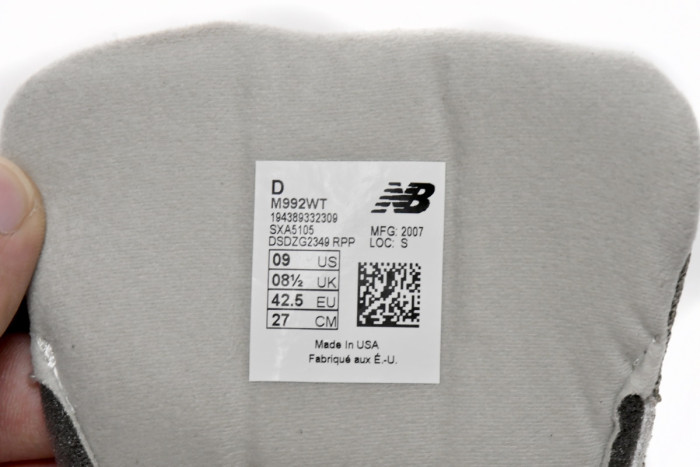 D
NB
M992WT
194389332309
SXA5105 MFG: 2007
DSDZG2349 RPP LOC: S
09 US
08½ UK
42.5 EU
27 CM
Made In USA
Fabriqué aux É.-U.